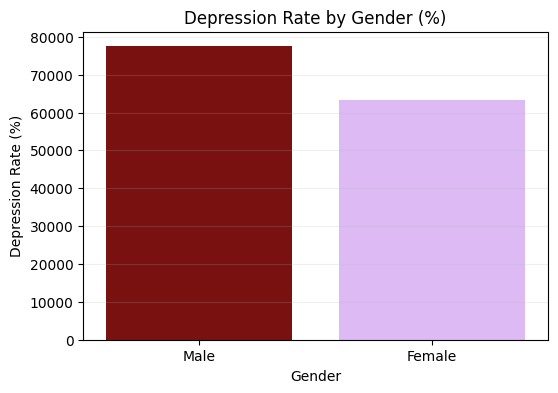 Depression Rate by Gender (%)
80000
70000
60000
50000
40000
30000
20000
10000
0
Depression Rate (%)
Male
Female
Gender